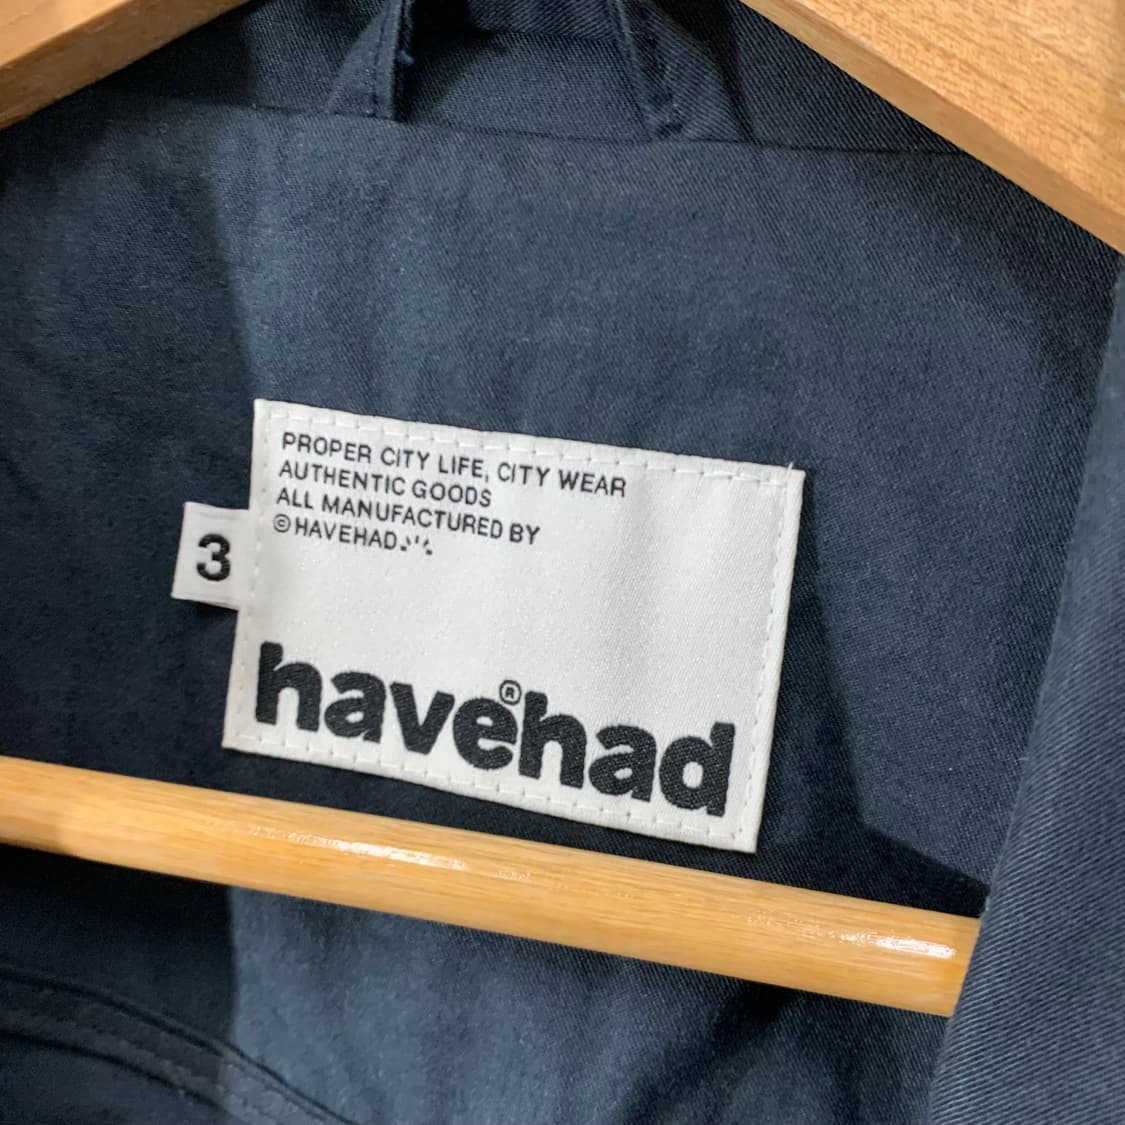 PROPER CITY LIFE, CITY WEAR
AUTHENTIC GOODS
ALL MANUFACTURED BY
©HAVEHAD
3
havehad®